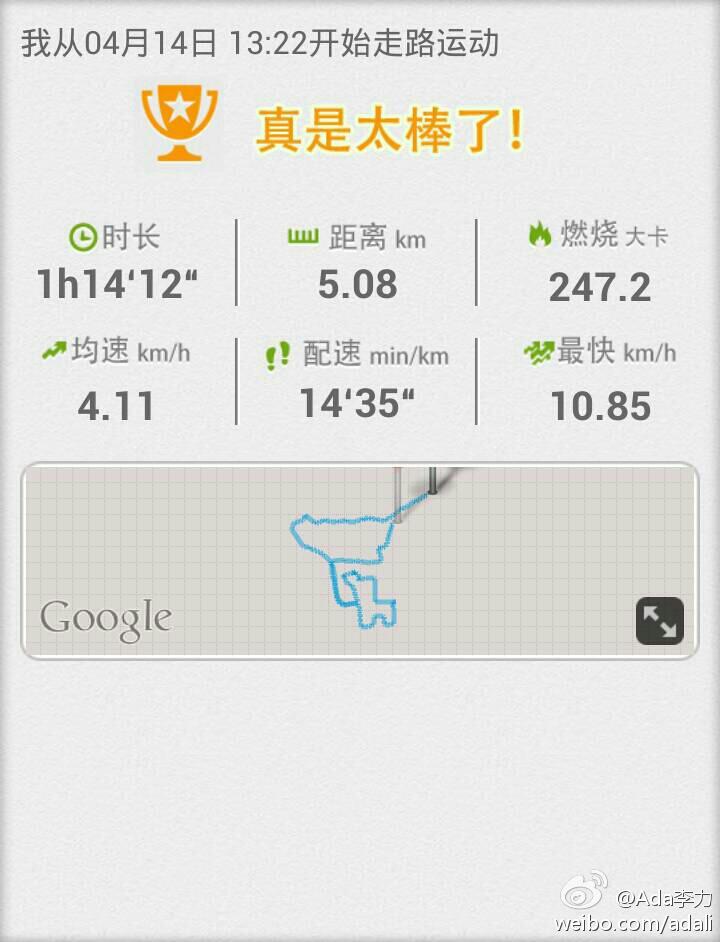 我从04月14日 13:22开始走路运动
真是太棒了!
时长 距离 km 燃烧 大卡
1h14‘12“ 5.08 247.2
均速 km/h 配速 min/km 最快 km/h
4.11 14‘35“ 10.85
Google
@Ada李力
weibo.com/adali